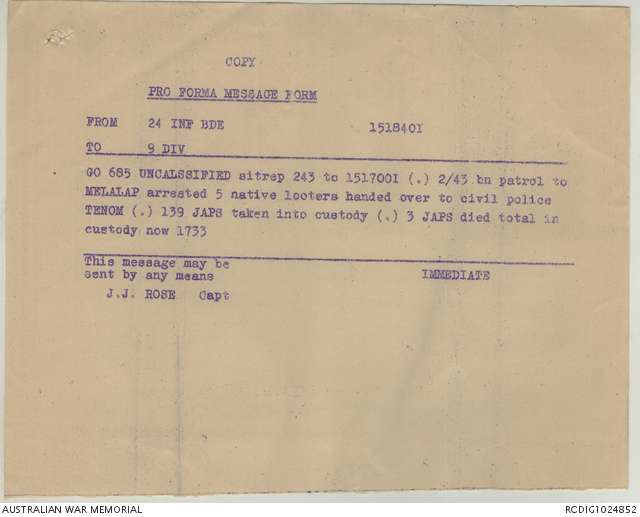 COPY
PRO FORMA MESSAGE FORM
FROM 24 INF BDE 151840I
TO 9 DIV
GO 685 UNCALSSIFIED sitrep 243 to 151700I (.) 2/43 bn patrol to
MELALAP arrested 5 native looters handed over to civil police
TENOM (.) 139 JAPS taken into custody (.) 3 JAPS died total in
custody now 1733
This message may be
sent by any means IMMEDIATE
J.J. ROSE Capt
AUSTRALIAN WAR MEMORIAL RCDIG1024852